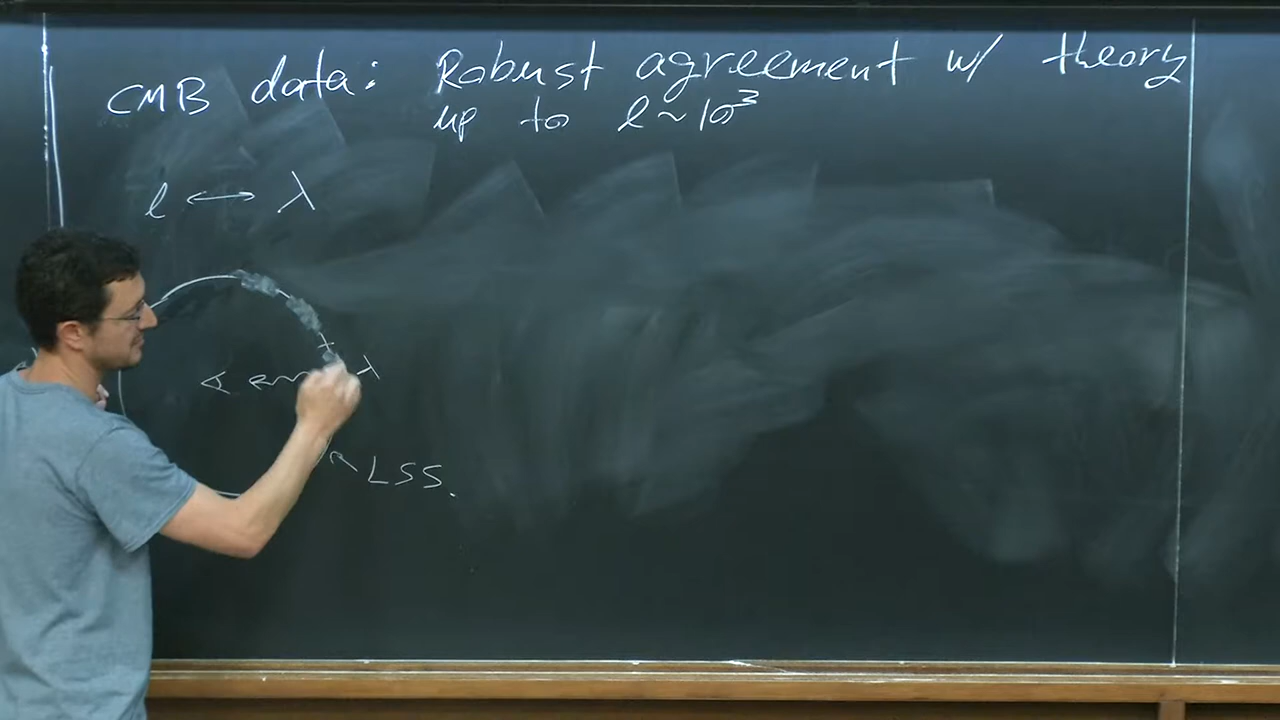 CMB data: Robust agreement w/ theory
up to l ~ 10³
l ↔ λ
λ
LSS.